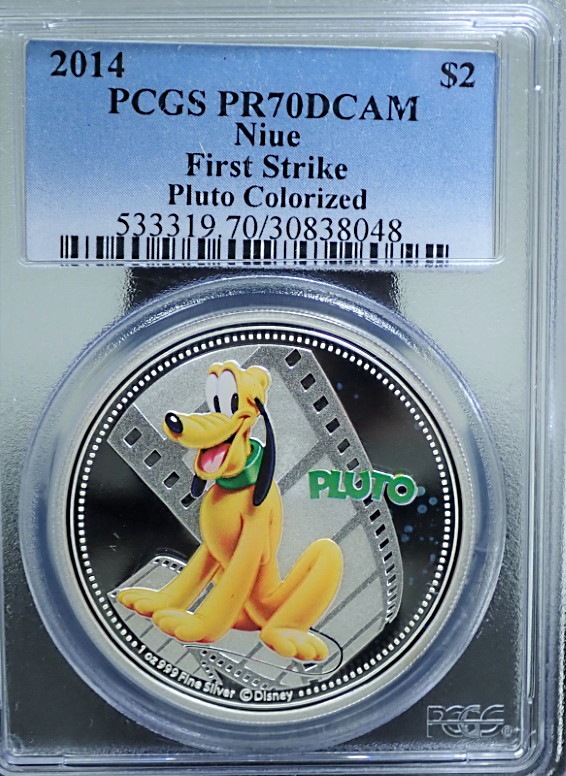 2014 $2
PCGS PR70DCAM
Niue
First Strike
Pluto Colorized
533319.70/30838048
PLUTO
1 oz 999 Fine Silver © Disney
PCGS®